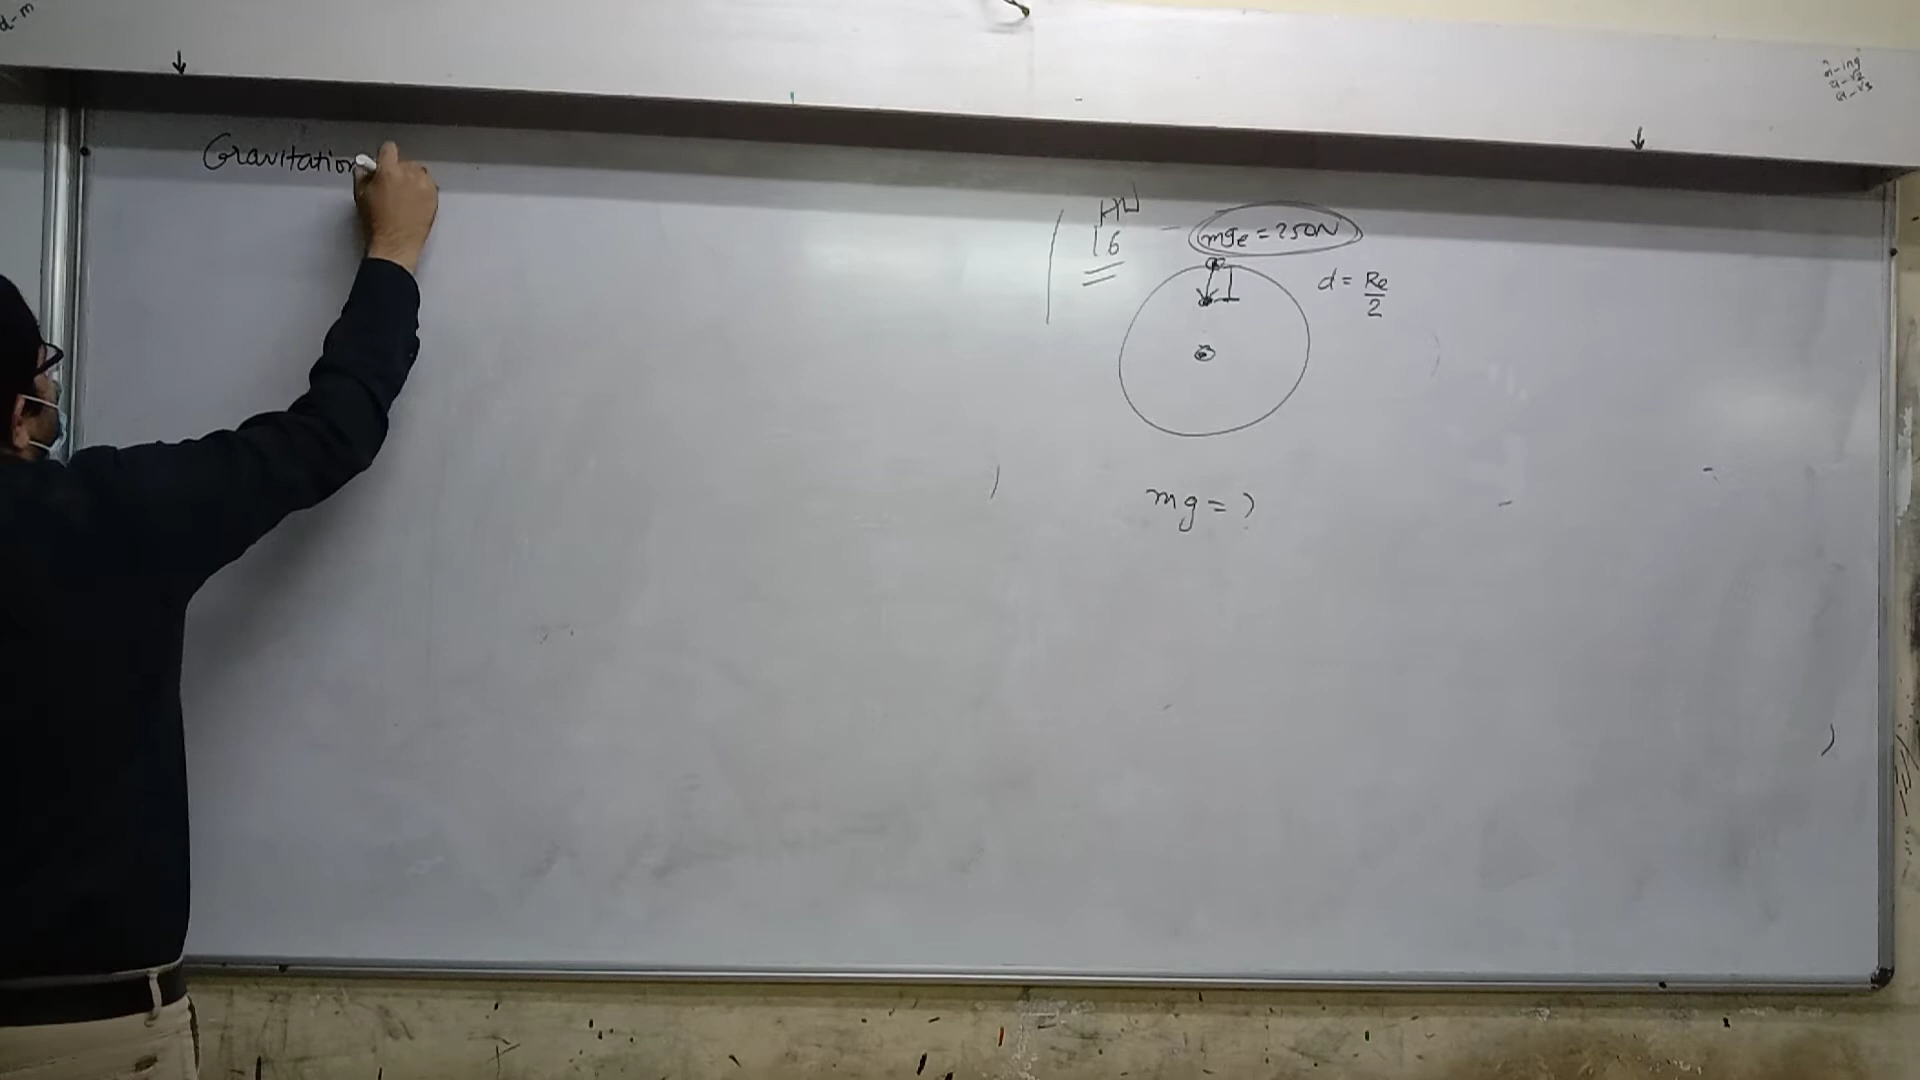 Gravitation
HW
16
mge = 250N
d = Re/2
mg = ?
d-m